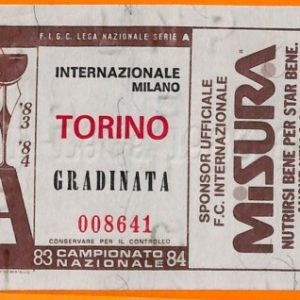 F.I.G.C. LEGA NAZIONALE SERIE A
'83
'84
INTERNAZIONALE
MILANO
TORINO
GRADINATA
008641
CONSERVARE PER IL CONTROLLO
83 CAMPIONATO 84
NAZIONALE
SPONSOR UFFICIALE
F.C. INTERNAZIONALE
MISURA
NUTRIRSI BENE PER STAR BENE.